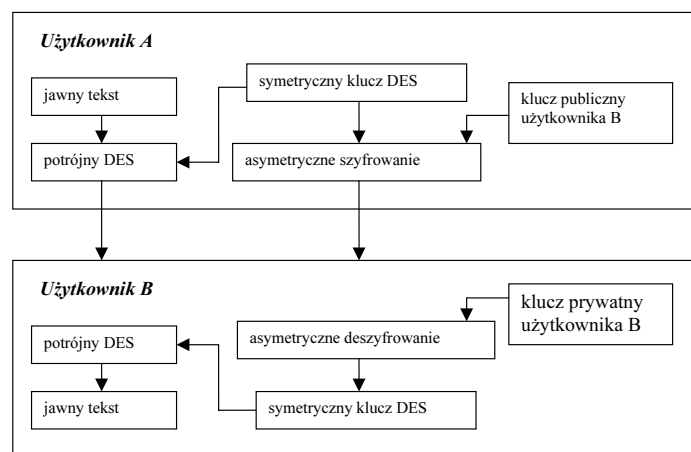 Użytkownik A
symetryczny klucz DES
jawny tekst
klucz publiczny
użytkownika B
potrójny DES
asymetryczne szyfrowanie
Użytkownik B
klucz prywatny
użytkownika B
potrójny DES
asymetryczne deszyfrowanie
jawny tekst
symetryczny klucz DES